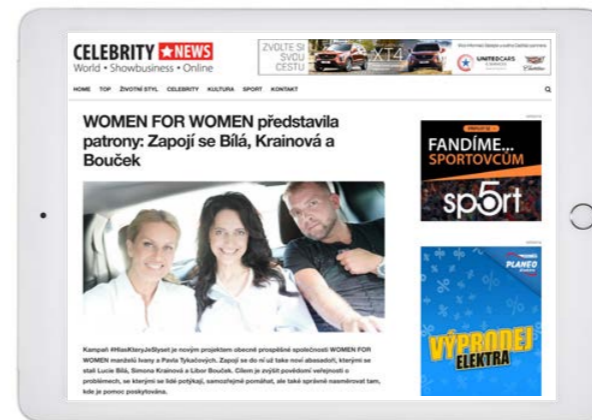 CELEBRITY NEWS
World • Showbusiness • Online
ZVOLTE SI
SVOU
CESTU
XT4
UNITEDCARS
HOME TOP ŽIVOTNÍ STYL CELEBRITY KULTURA SPORT KONTAKT
WOMEN FOR WOMEN představila
patrony: Zapojí se Bílá, Krainová a
Bouček
FANDÍME...
SPORTOVCŮM
sp5rt
PLANEO
VÝPRODEJ
ELEKTRA
Kampaň #HlasKteryJeSlyset je novým projektem obecně prospěšné společnosti WOMEN FOR
WOMEN manželů Ivany a Pavla Tykačových. Zapojí se do ní už také noví abasadoři, kterými se
stali Lucie Bílá, Simona Krainová a Libor Bouček. Cílem je zvýšit povědomí veřejnosti o
problémech, se kterými se lidé potýkají, samozřejmě pomáhat, ale také správně nasměrovat tam,
kde je pomoc poskytována.